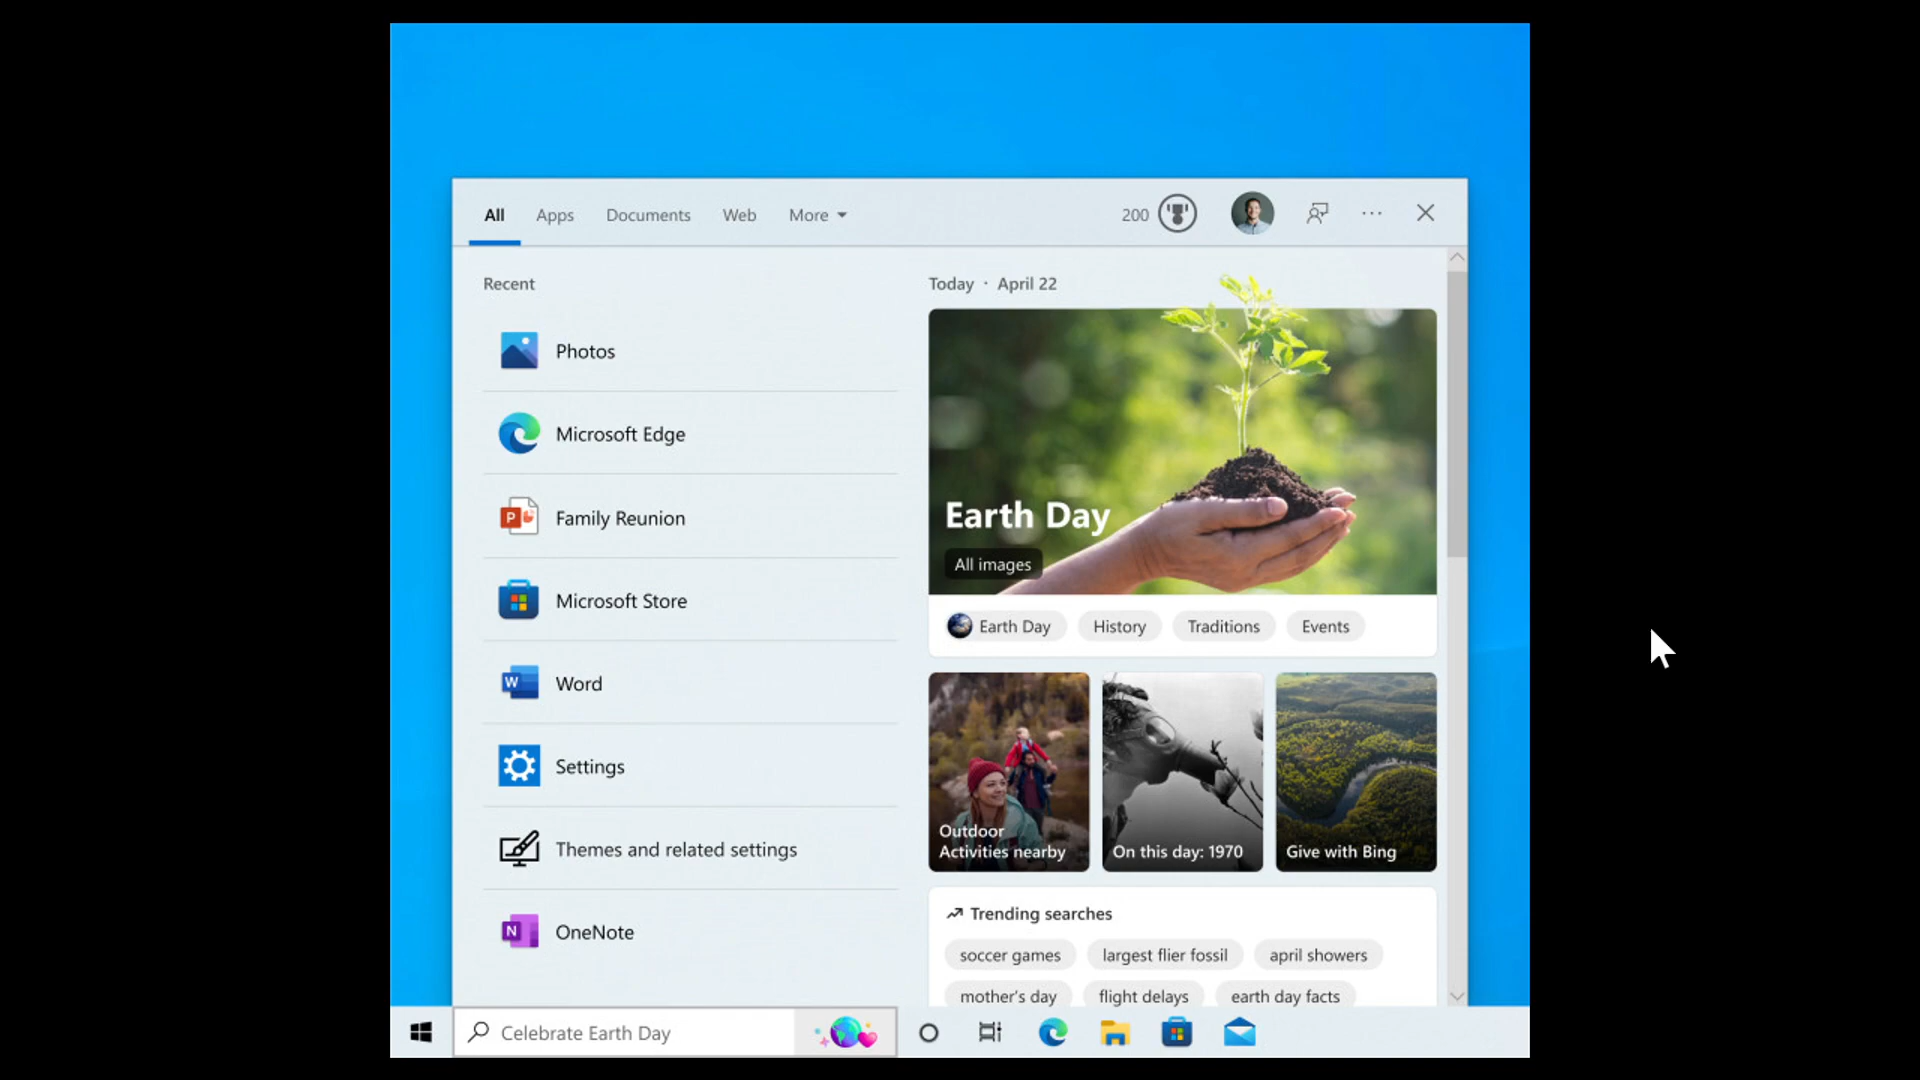 All Apps Documents Web More 200
Recent
Photos
Microsoft Edge
P Family Reunion
Microsoft Store
W Word
Settings
Themes and related settings
N OneNote
Today · April 22
Earth Day
All images
Earth Day History Traditions Events
Outdoor
Activities nearby
On this day: 1970
Give with Bing
Trending searches
soccer games largest flier fossil april showers
mother's day flight delays earth day facts
Celebrate Earth Day